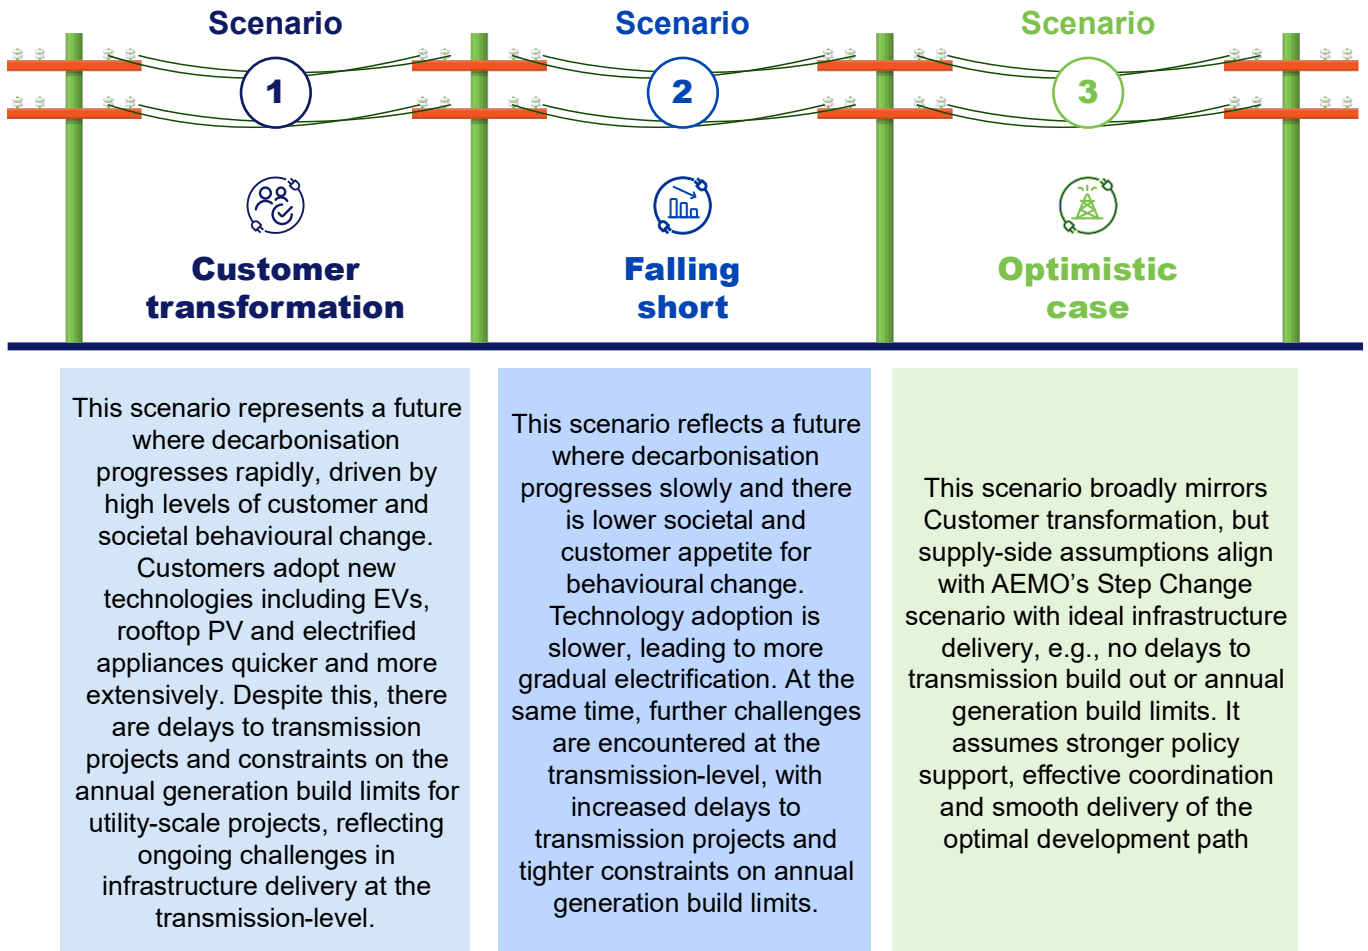 Scenario
1
Customer
transformation
This scenario represents a future
where decarbonisation
progresses rapidly, driven by
high levels of customer and
societal behavioural change.
Customers adopt new
technologies including EVs,
rooftop PV and electrified
appliances quicker and more
extensively. Despite this, there
are delays to transmission
projects and constraints on the
annual generation build limits for
utility-scale projects, reflecting
ongoing challenges in
infrastructure delivery at the
transmission-level.
Scenario
2
Falling
short
This scenario reflects a future
where decarbonisation
progresses slowly and there
is lower societal and
customer appetite for
behavioural change.
Technology adoption is
slower, leading to more
gradual electrification. At the
same time, further challenges
are encountered at the
transmission-level, with
increased delays to
transmission projects and
tighter constraints on annual
generation build limits.
Scenario
3
Optimistic
case
This scenario broadly mirrors
Customer transformation, but
supply-side assumptions align
with AEMO’s Step Change
scenario with ideal infrastructure
delivery, e.g., no delays to
transmission build out or annual
generation build limits. It
assumes stronger policy
support, effective coordination
and smooth delivery of the
optimal development path